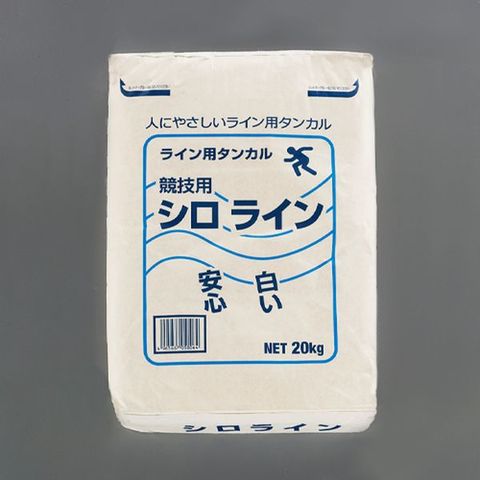 人にやさしいライン用タンカル
ライン用タンカル
競技用
シロ ライン
安心
白い
NET 20kg
シロライン